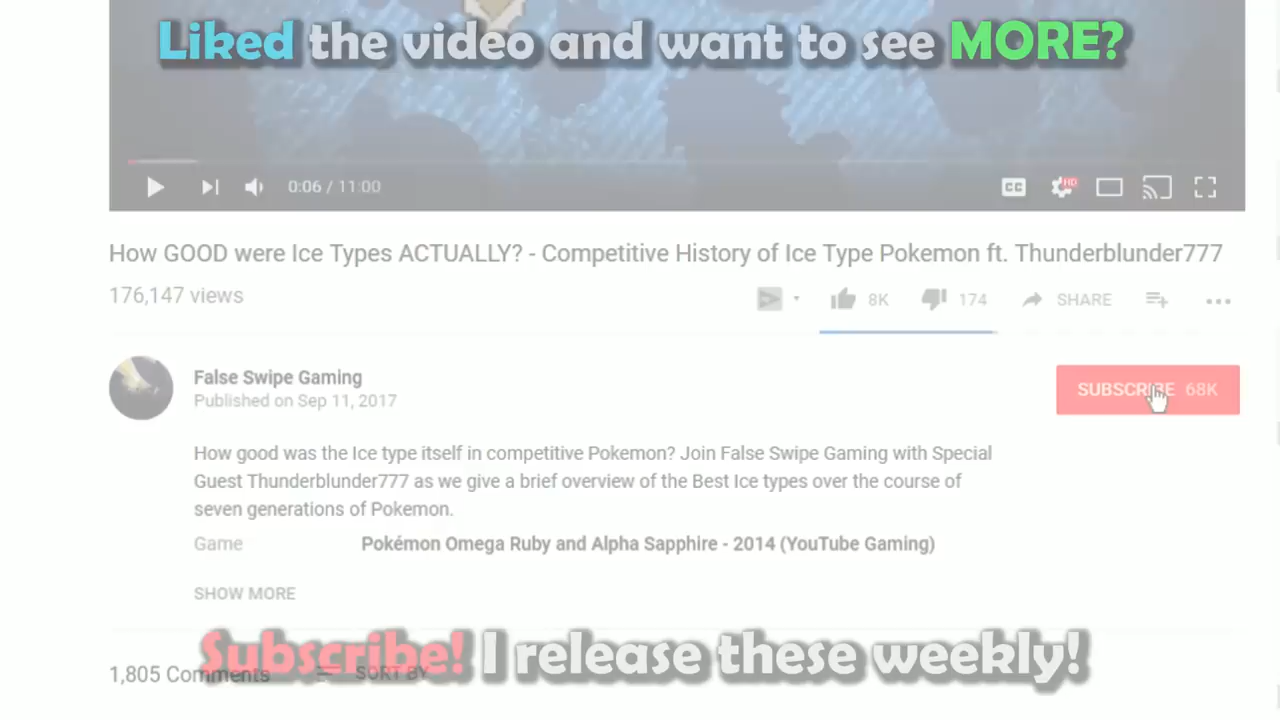 Liked the video and want to see MORE?
0:06 / 11:00
CC
HD
How GOOD were Ice Types ACTUALLY? - Competitive History of Ice Type Pokemon ft. Thunderblunder777
176,147 views
8K
174
SHARE
False Swipe Gaming
Published on Sep 11, 2017
SUBSCRIBE 68K
How good was the Ice type itself in competitive Pokemon? Join False Swipe Gaming with Special
Guest Thunderblunder777 as we give a brief overview of the Best Ice types over the course of
seven generations of Pokemon.
Game Pokémon Omega Ruby and Alpha Sapphire - 2014 (YouTube Gaming)
SHOW MORE
Subscribe! I release these weekly!
1,805 Comments SORT BY